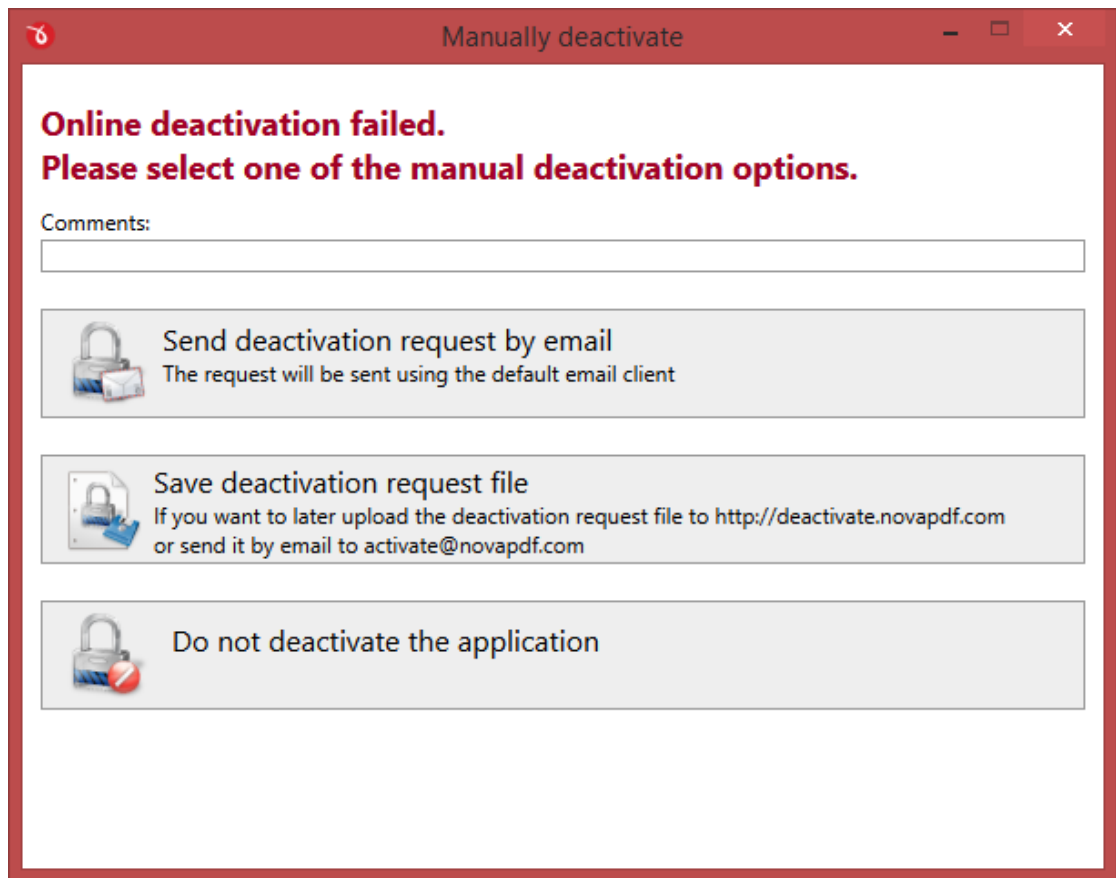 Manually deactivate
Online deactivation failed.
Please select one of the manual deactivation options.
Comments:
Send deactivation request by email
The request will be sent using the default email client
Save deactivation request file
If you want to later upload the deactivation request file to http://deactivate.novapdf.com
or send it by email to activate@novapdf.com
Do not deactivate the application